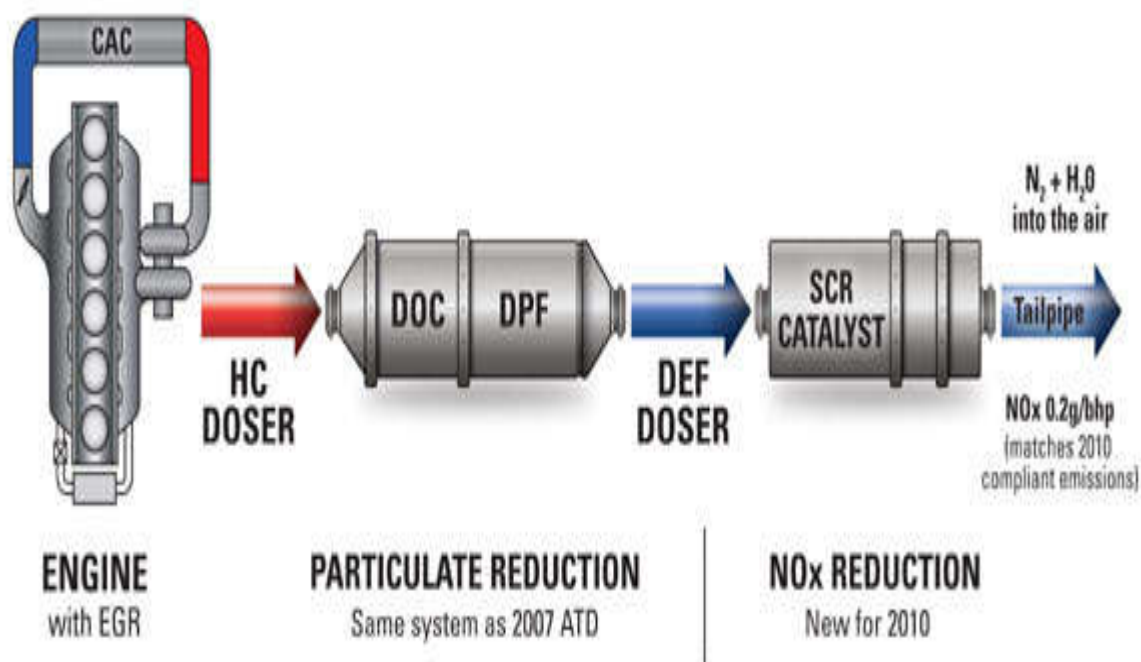 CAC
N₂ + H₂O
into the air
DOC
DPF
SCR
CATALYST
Tailpipe
HC
DOSER
DEF
DOSER
NOx 0.2g/bhp
(matches 2010
compliant emissions)
ENGINE
with EGR
PARTICULATE REDUCTION
Same system as 2007 ATD
NOx REDUCTION
New for 2010